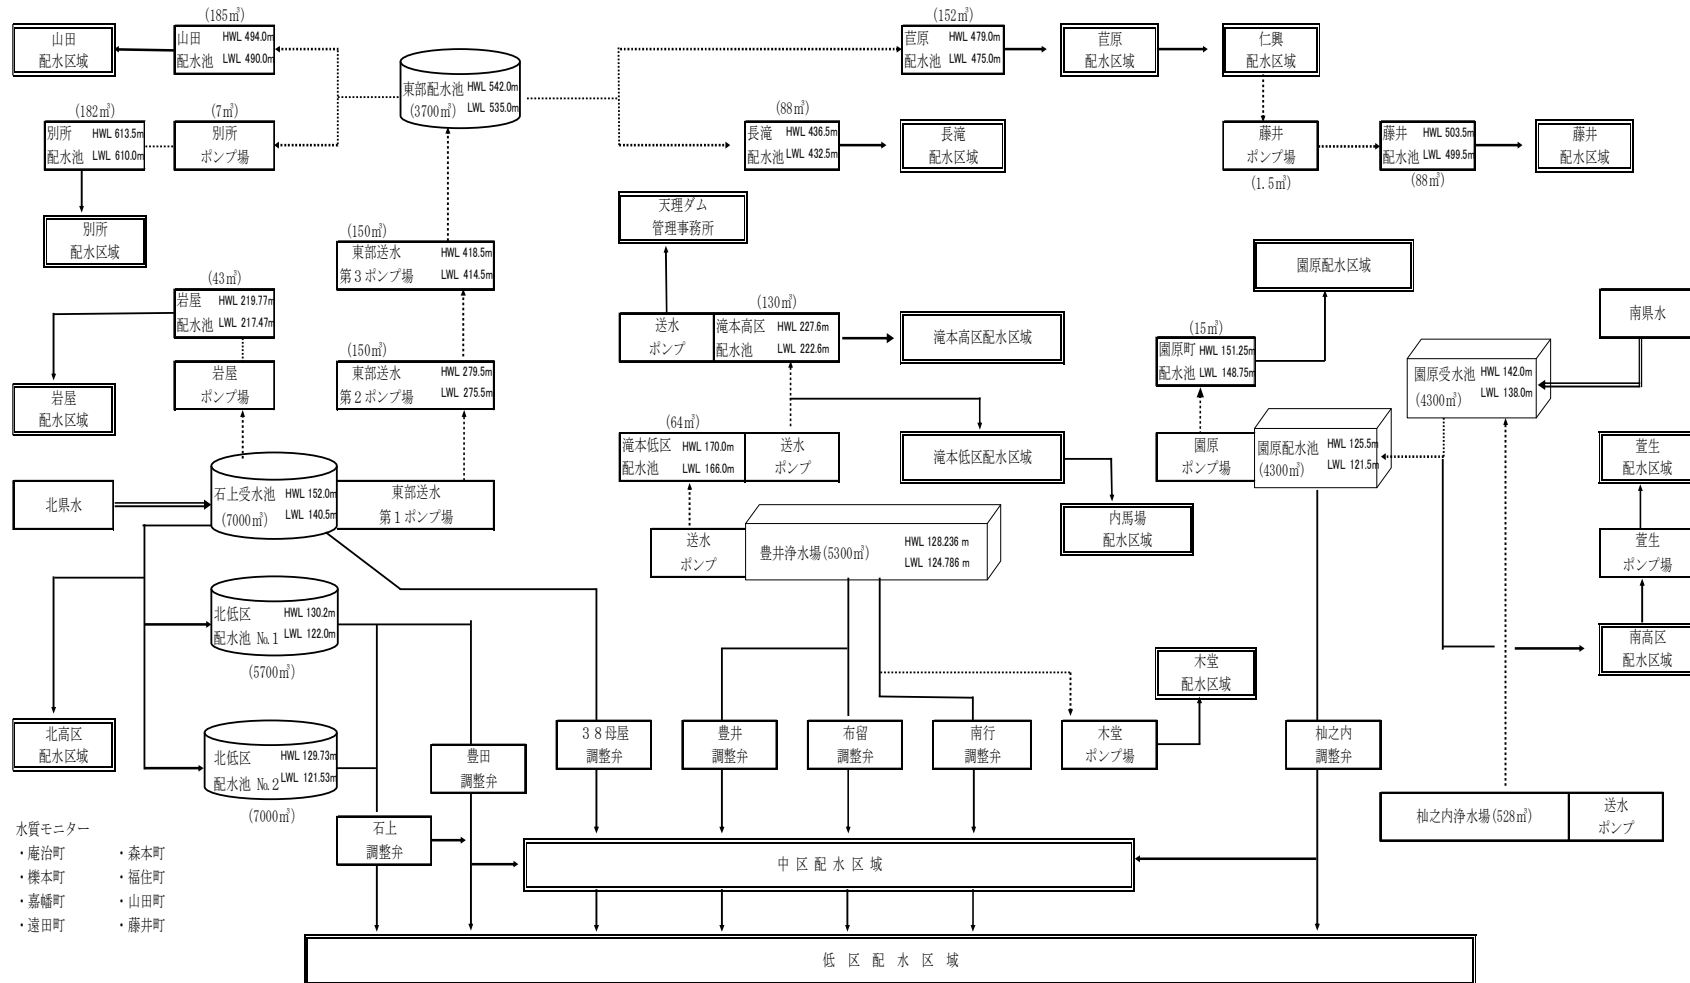 (185㎥)
山田
配水区域
山田 HWL 494.0m
配水池 LWL 490.0m
(182㎥)
別所 HWL 613.5m
配水池 LWL 610.0m
(7㎥)
別所
ポンプ場
別所
配水区域
東部配水池 HWL 542.0m
(3700㎥) LWL 535.0m
(152㎥)
苣原 HWL 479.0m
配水池 LWL 475.0m
苣原
配水区域
仁興
配水区域
(88㎥)
長滝 HWL 436.5m
配水池 LWL 432.5m
長滝
配水区域
藤井
ポンプ場
(1.5㎥)
藤井 HWL 503.5m
配水池 LWL 499.5m
(88㎥)
藤井
配水区域
天理ダム
管理事務所
(150㎥)
東部送水 HWL 418.5m
第3ポンプ場 LWL 414.5m
(43㎥)
岩屋 HWL 219.77m
配水池 LWL 217.47m
(150㎥)
東部送水 HWL 279.5m
第2ポンプ場 LWL 275.5m
岩屋
ポンプ場
岩屋
配水区域
(130㎥)
送水
ポンプ
滝本高区 HWL 227.6m
配水池 LWL 222.6m
滝本高区配水区域
園原配水区域
(15㎥)
園原町 HWL 151.25m
配水池 LWL 148.75m
南県水
園原受水池 HWL 142.0m
(4300㎥) LWL 138.0m
(64㎥)
滝本低区 HWL 170.0m
配水池 LWL 166.0m
送水
ポンプ
滝本低区配水区域
園原
ポンプ場
園原配水池 HWL 125.5m
(4300㎥) LWL 121.5m
萱生
配水区域
北県水
石上受水池 HWL 152.0m
(7000㎥) LWL 140.5m
東部送水
第1ポンプ場
送水
ポンプ
豊井浄水場(5300㎥) HWL 128.236 m
LWL 124.786 m
内馬場
配水区域
萱生
ポンプ場
北低区 HWL 130.2m
配水池 №1 LWL 122.0m
(5700㎥)
南高区
配水区域
木堂
配水区域
北高区
配水区域
北低区 HWL 129.73m
配水池 №2 LWL 121.53m
(7000㎥)
豊田
調整弁
38母屋
調整弁
豊井
調整弁
布留
調整弁
南行
調整弁
木堂
ポンプ場
杣之内
調整弁
杣之内浄水場(528㎥)
送水
ポンプ
石上
調整弁
水質モニター
・庵治町 ・森本町
・櫟本町 ・福住町
・嘉幡町 ・山田町
・遠田町 ・藤井町
中 区 配 水 区 域
低 区 配 水 区 域